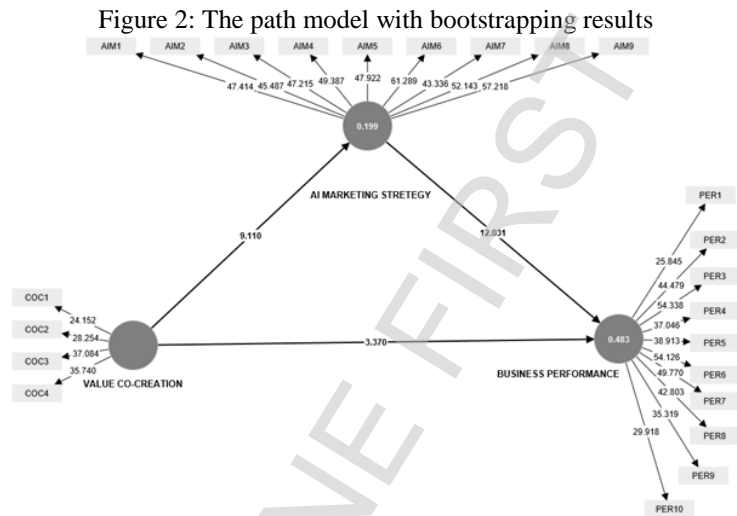 Figure 2: The path model with bootstrapping results
AIM1 AIM2 AIM3 AIM4 AIM5 AIM6 AIM7 AIM8 AIM9
47.414 45.487 47.215 49.387 47.922 61.289 43.336 52.143 57.218
0.199
AI MARKETING STRETEGY
9.110
12.031
PER1
PER2
PER3
PER4
PER5
PER6
PER7
PER8
PER9
PER10
25.845
44.479
54.338
37.046
38.913
54.126
49.770
42.803
35.319
29.918
COC1
COC2
COC3
COC4
24.152
28.254
37.084
35.740
3.370
0.483
VALUE CO-CREATION
BUSINESS PERFORMANCE
NE FIRST